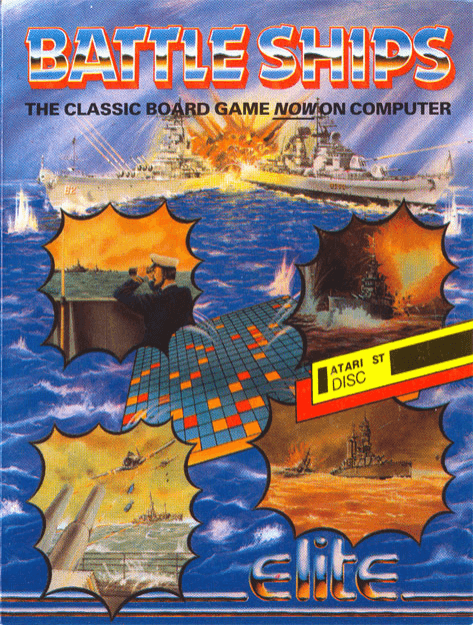 BATTLE SHIPS
THE CLASSIC BOARD GAME NOW ON COMPUTER
ATARI ST
DISC
elite